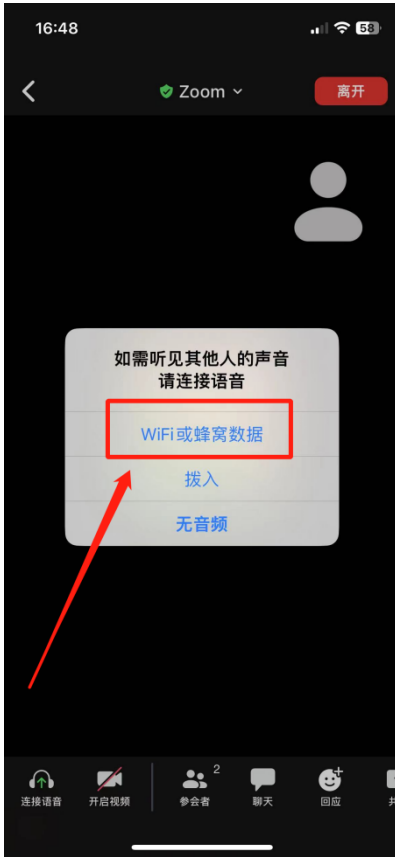 16:48
58
Zoom
离开
如需听见其他人的声音
请连接语音
WiFi或蜂窝数据
拨入
无音频
2
连接语音
开启视频
参会者
聊天
回应